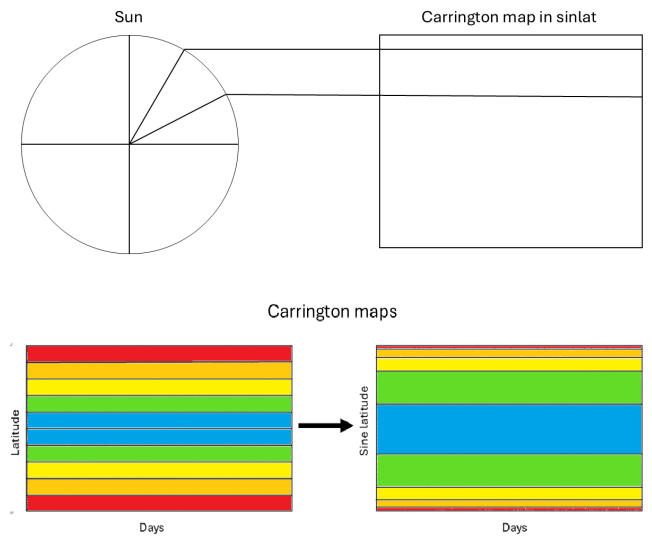 Sun
Carrington map in sinlat
Carrington maps
Latitude
Sine latitude
Days
Days